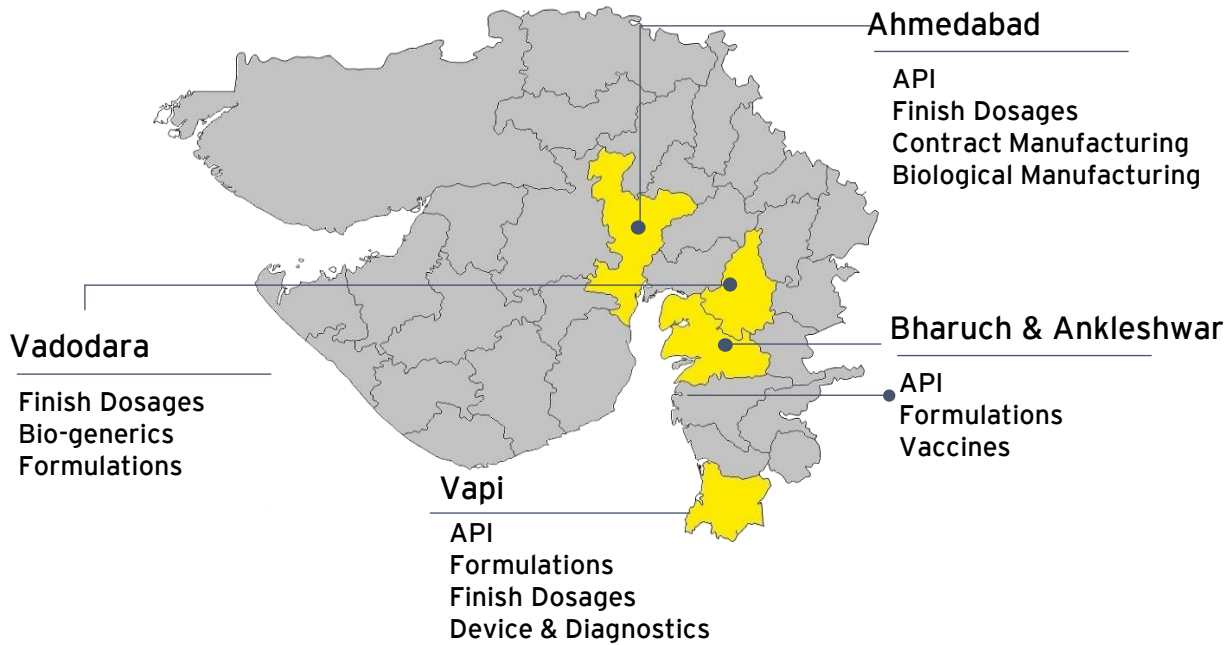 Ahmedabad
API
Finish Dosages
Contract Manufacturing
Biological Manufacturing
Vadodara
Finish Dosages
Bio-generics
Formulations
Bharuch & Ankleshwar
API
Formulations
Vaccines
Vapi
API
Formulations
Finish Dosages
Device & Diagnostics